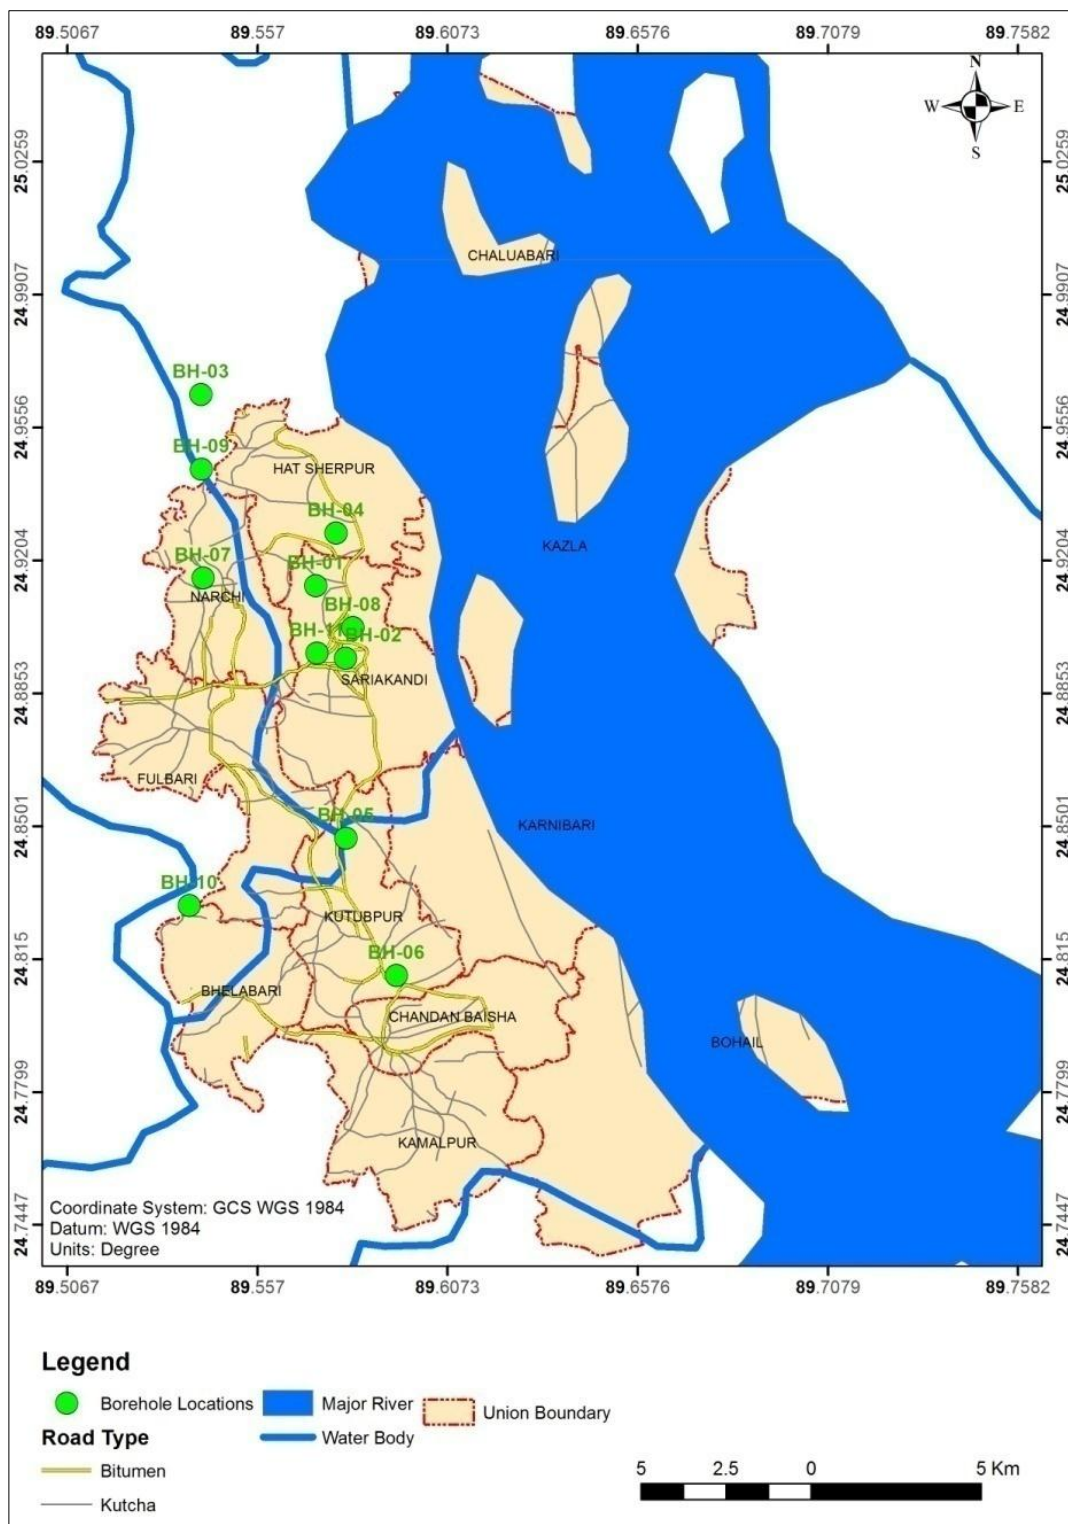 89.5067 89.557 89.6073 89.6576 89.7079 89.7582
N
W E
S
25.0259 25.0259
CHALUABARI
24.9907 24.9907
BH-03
24.9556 24.9556
BH-09
HAT SHERPUR
BH-04
KAZLA
24.9204 24.9204
BH-07 BH-01
NARCHI
BH-08
BH-11 BH-02
SARIAKANDI
24.8853 24.8853
FULBARI
BH-05
KARNIBARI
24.8501 24.8501
BH-10
KUTUBPUR
BH-06
24.815 24.815
BHELABARI
CHANDAN BAISHA
BOHAIL
24.7799 24.7799
KAMALPUR
Coordinate System: GCS WGS 1984
Datum: WGS 1984
Units: Degree
24.7447 24.7447
89.5067 89.557 89.6073 89.6576 89.7079 89.7582
Legend
Borehole Locations Major River Union Boundary
Road Type Water Body
Bitumen
Kutcha
5 2.5 0 5 Km